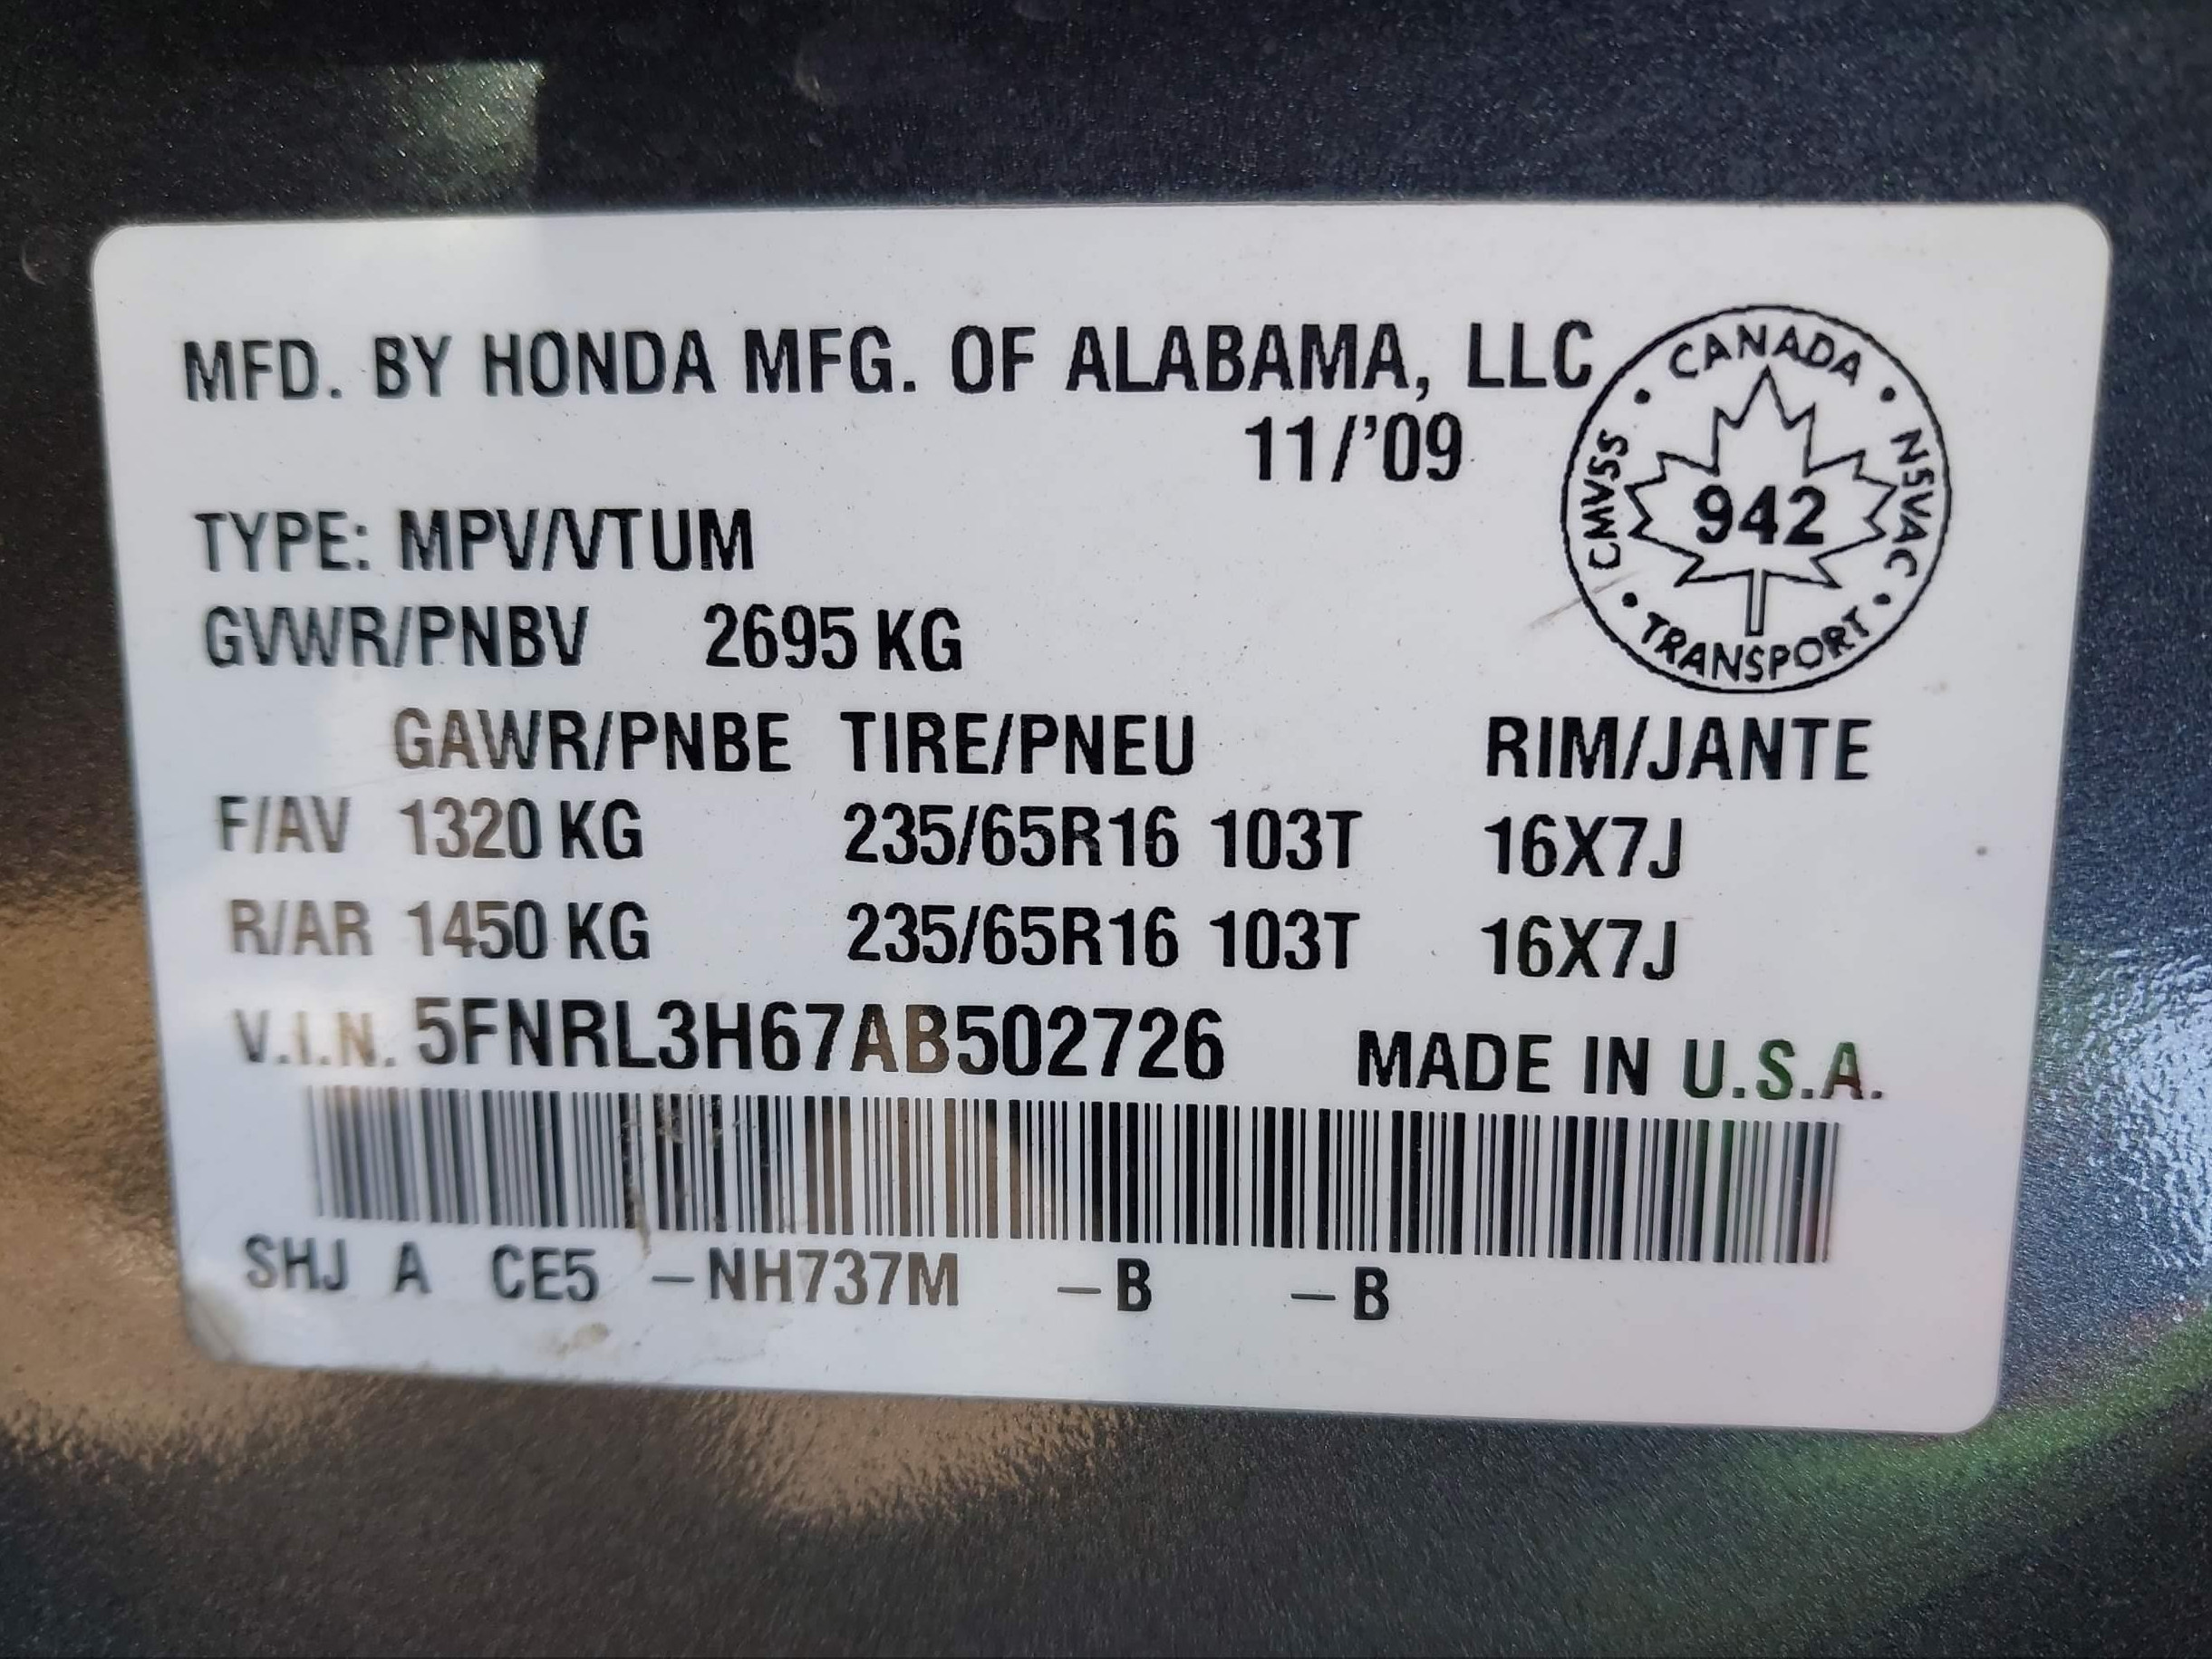 MFD. BY HONDA MFG. OF ALABAMA, LLC
11/'09
CANADA • NSVAC • TRANSPORT • CMVSS •
942
TYPE: MPV/VTUM
GVWR/PNBV 2695 KG
GAWR/PNBE TIRE/PNEU RIM/JANTE
F/AV 1320 KG 235/65R16 103T 16X7J
R/AR 1450 KG 235/65R16 103T 16X7J
V.I.N. 5FNRL3H67AB502726 MADE IN U.S.A.
SHJ A CE5 –NH737M –B –B